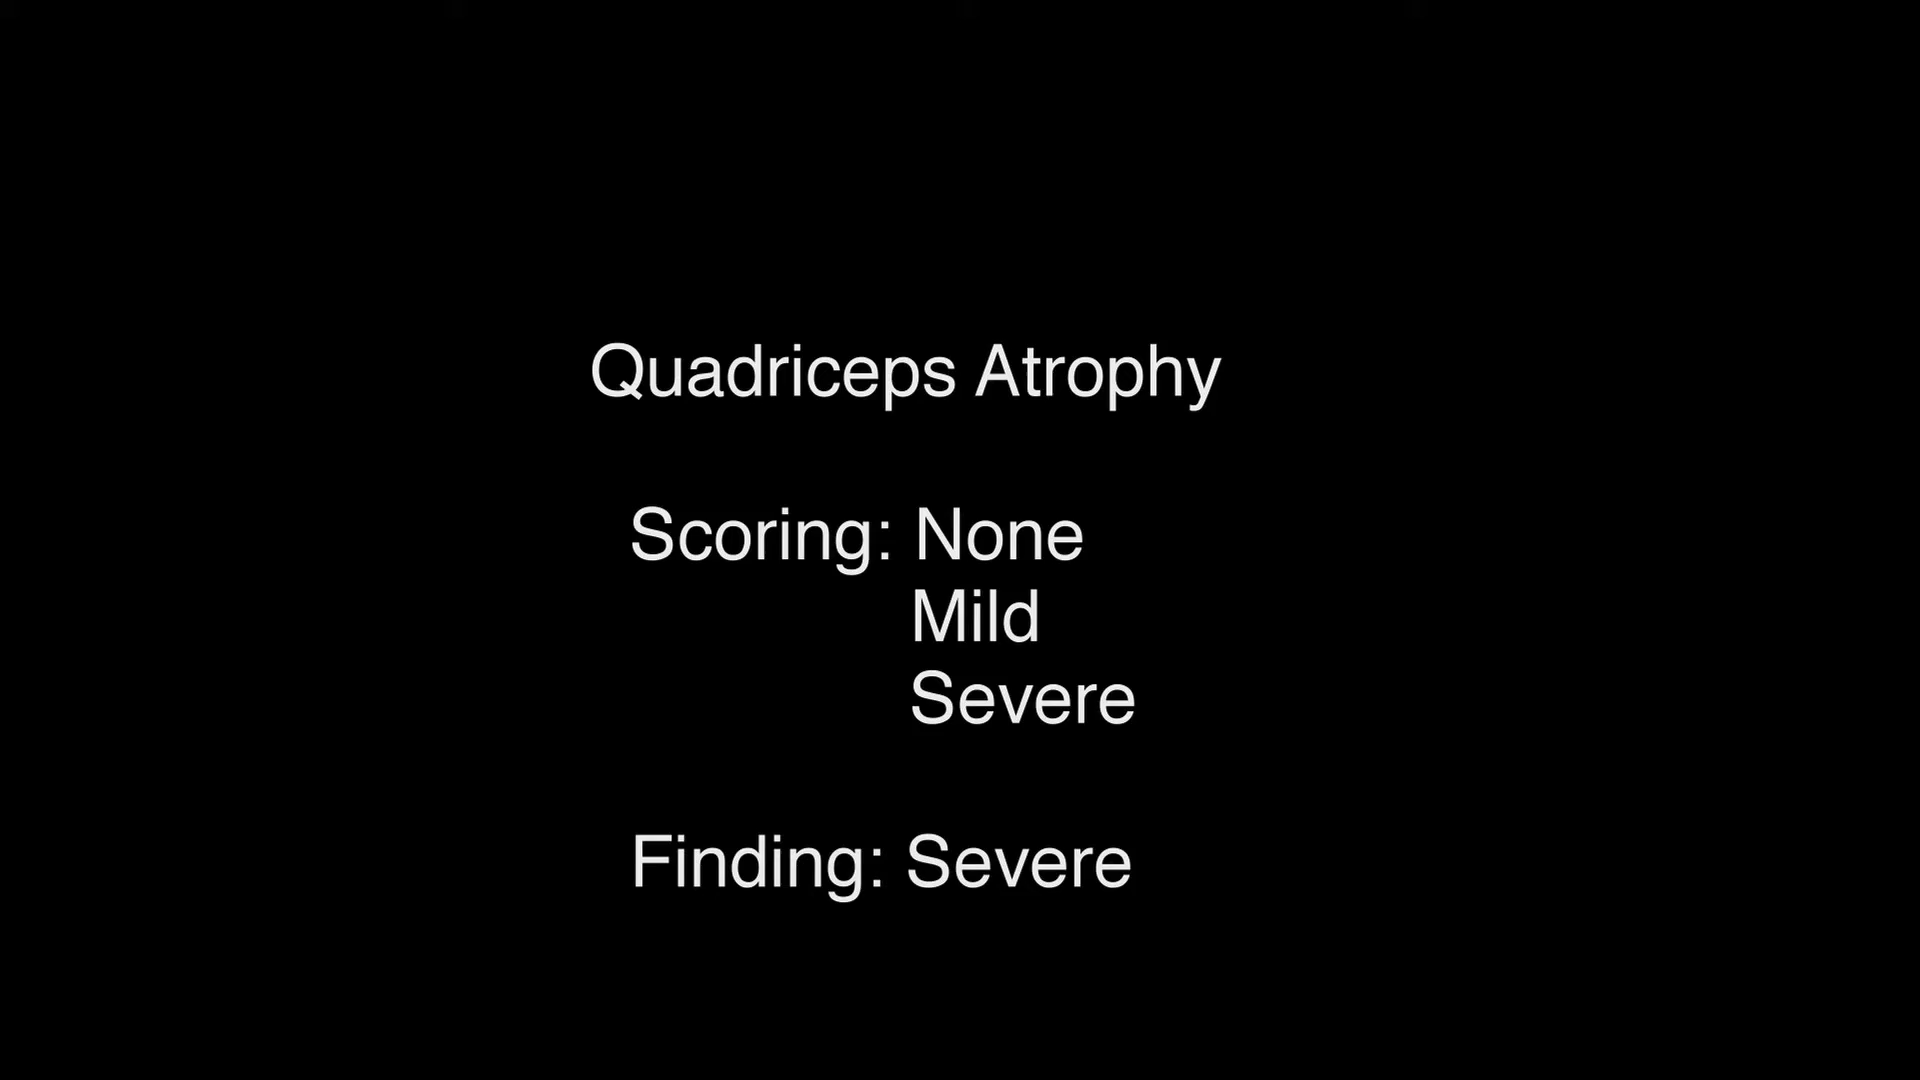 Quadriceps Atrophy
Scoring: None
Mild
Severe
Finding: Severe